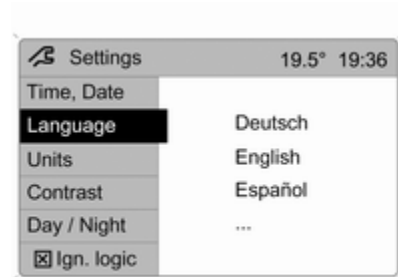 Settings 19.5° 19:36
Time, Date
Language Deutsch
Units English
Contrast Español
Day / Night ...
Ign. logic